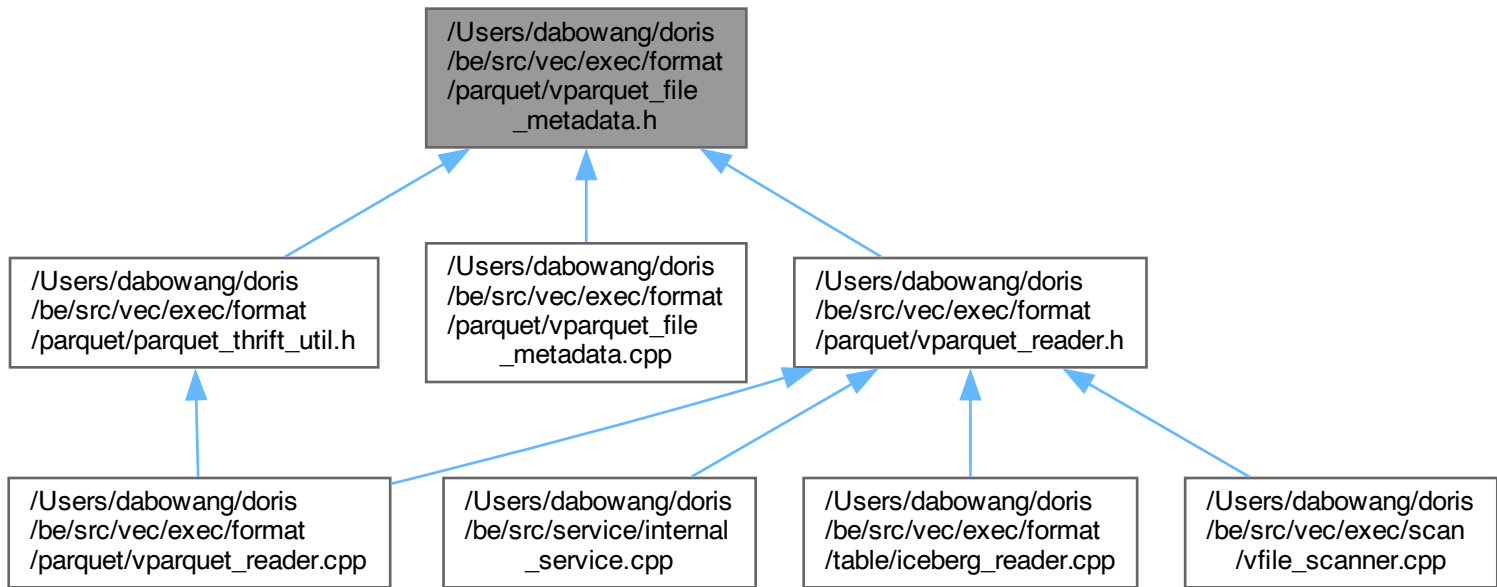 /Users/dabowang/doris
/be/src/vec/exec/format
/parquet/vparquet_file
_metadata.h
/Users/dabowang/doris
/be/src/vec/exec/format
/parquet/parquet_thrift_util.h
/Users/dabowang/doris
/be/src/vec/exec/format
/parquet/vparquet_file
_metadata.cpp
/Users/dabowang/doris
/be/src/vec/exec/format
/parquet/vparquet_reader.h
/Users/dabowang/doris
/be/src/vec/exec/format
/parquet/vparquet_reader.cpp
/Users/dabowang/doris
/be/src/service/internal
_service.cpp
/Users/dabowang/doris
/be/src/vec/exec/format
/table/iceberg_reader.cpp
/Users/dabowang/doris
/be/src/vec/exec/scan
/vfile_scanner.cpp